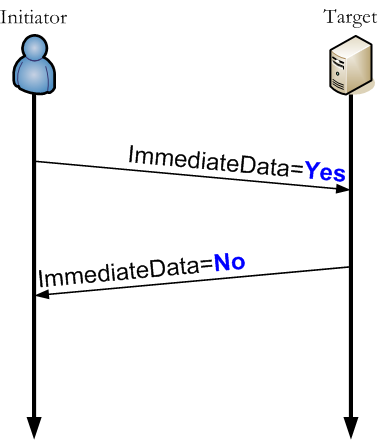 Initiator
Target
ImmediateData=Yes
ImmediateData=No